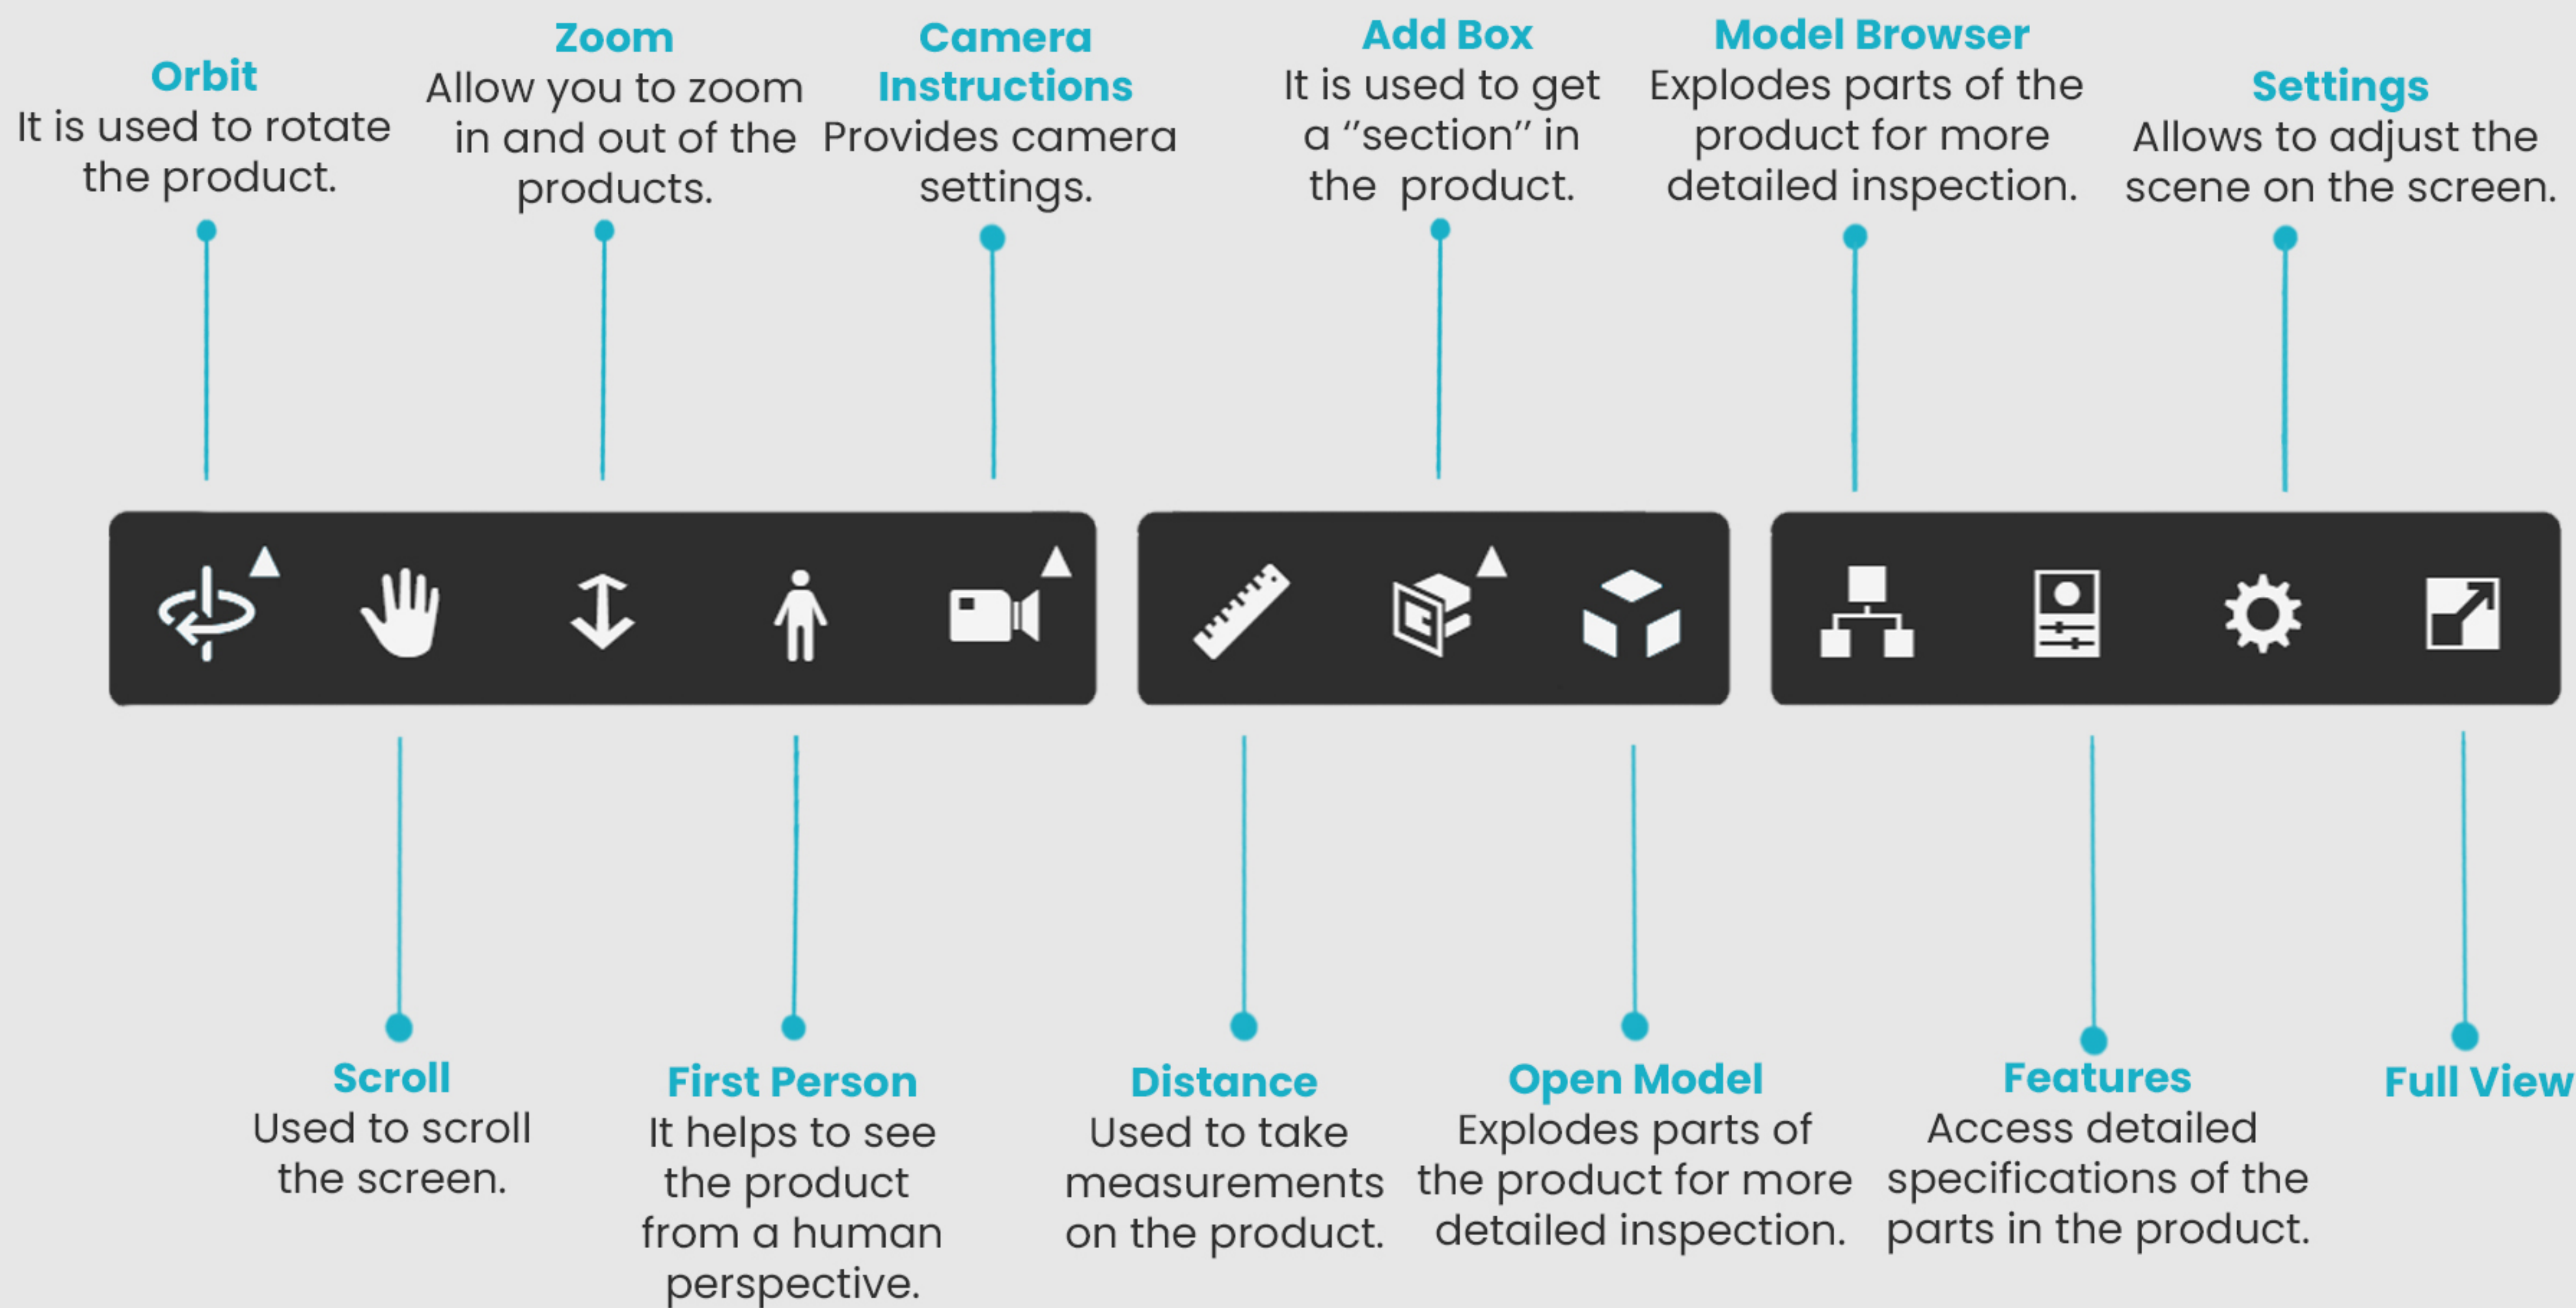 Orbit
It is used to rotate
the product.
Zoom
Allow you to zoom
in and out of the
products.
Camera
Instructions
Provides camera
settings.
Add Box
It is used to get
a ‘‘section’’ in
the  product.
Model Browser
Explodes parts of the
product for more
detailed inspection.
Settings
Allows to adjust the
scene on the screen.
Scroll
Used to scroll
the screen.
First Person
It helps to see
the product
from a human
perspective.
Distance
Used to take
measurements
on the product.
Open Model
Explodes parts of
the product for more
detailed inspection.
Features
Access detailed
specifications of the
parts in the product.
Full View